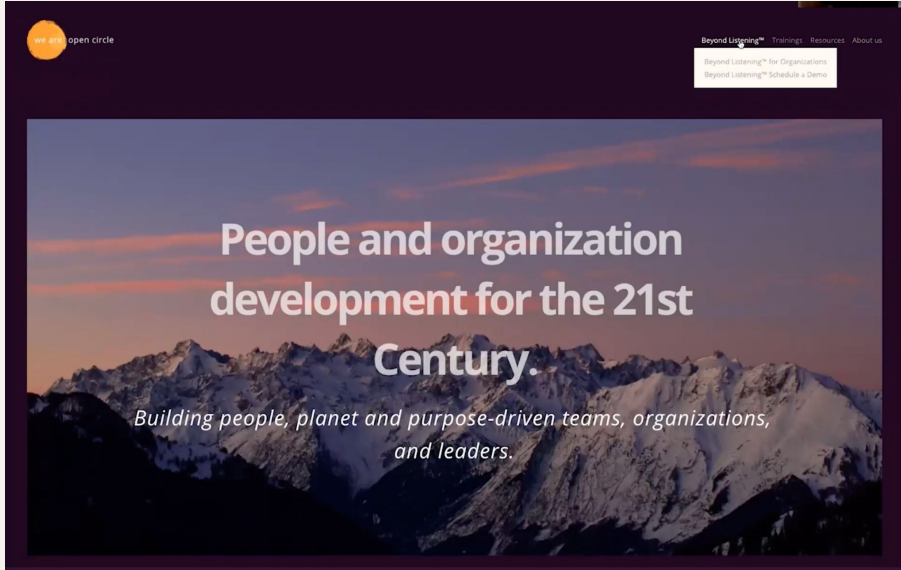 we are open circle
Beyond Listening™ Trainings Resources About us
Beyond Listening™ for Organizations
Beyond Listening™ Schedule a Demo
People and organization
development for the 21st
Century.
Building people, planet and purpose-driven teams, organizations,
and leaders.